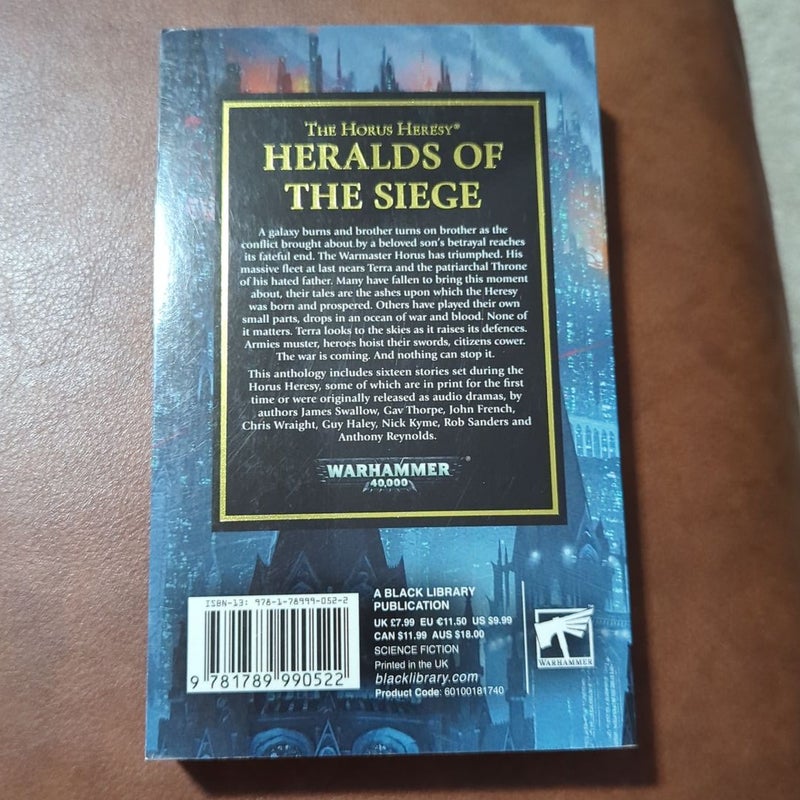 THE HORUS HERESY®
HERALDS OF
THE SIEGE
A galaxy burns and brother turns on brother as the
conflict brought about by a beloved son's betrayal reaches
its fateful end. The Warmaster Horus has triumphed. His
massive fleet at last nears Terra and the patriarchal Throne
of his hated father. Many have fallen to bring this moment
about, their tales are the ashes upon which the Heresy
was born and prospered. Others have played their own
small parts, drops in an ocean of war and blood. None of
it matters. Terra looks to the skies as it raises its defences.
Armies muster, heroes hoist their swords, citizens cower.
The war is coming. And nothing can stop it.
This anthology includes sixteen stories set during the
Horus Heresy, some of which are in print for the first
time or were originally released as audio dramas, by
authors James Swallow, Gav Thorpe, John French,
Chris Wraight, Guy Haley, Nick Kyme, Rob Sanders and
Anthony Reynolds.
WARHAMMER®
40,000
ISBN-13: 978-1-78999-052-2
9 781789 990522
A BLACK LIBRARY
PUBLICATION
UK £7.99 EU €11.50 US $9.99
CAN $11.99 AUS $18.00
SCIENCE FICTION
Printed in the UK
blacklibrary.com
Product Code: 60100181740
WARHAMMER